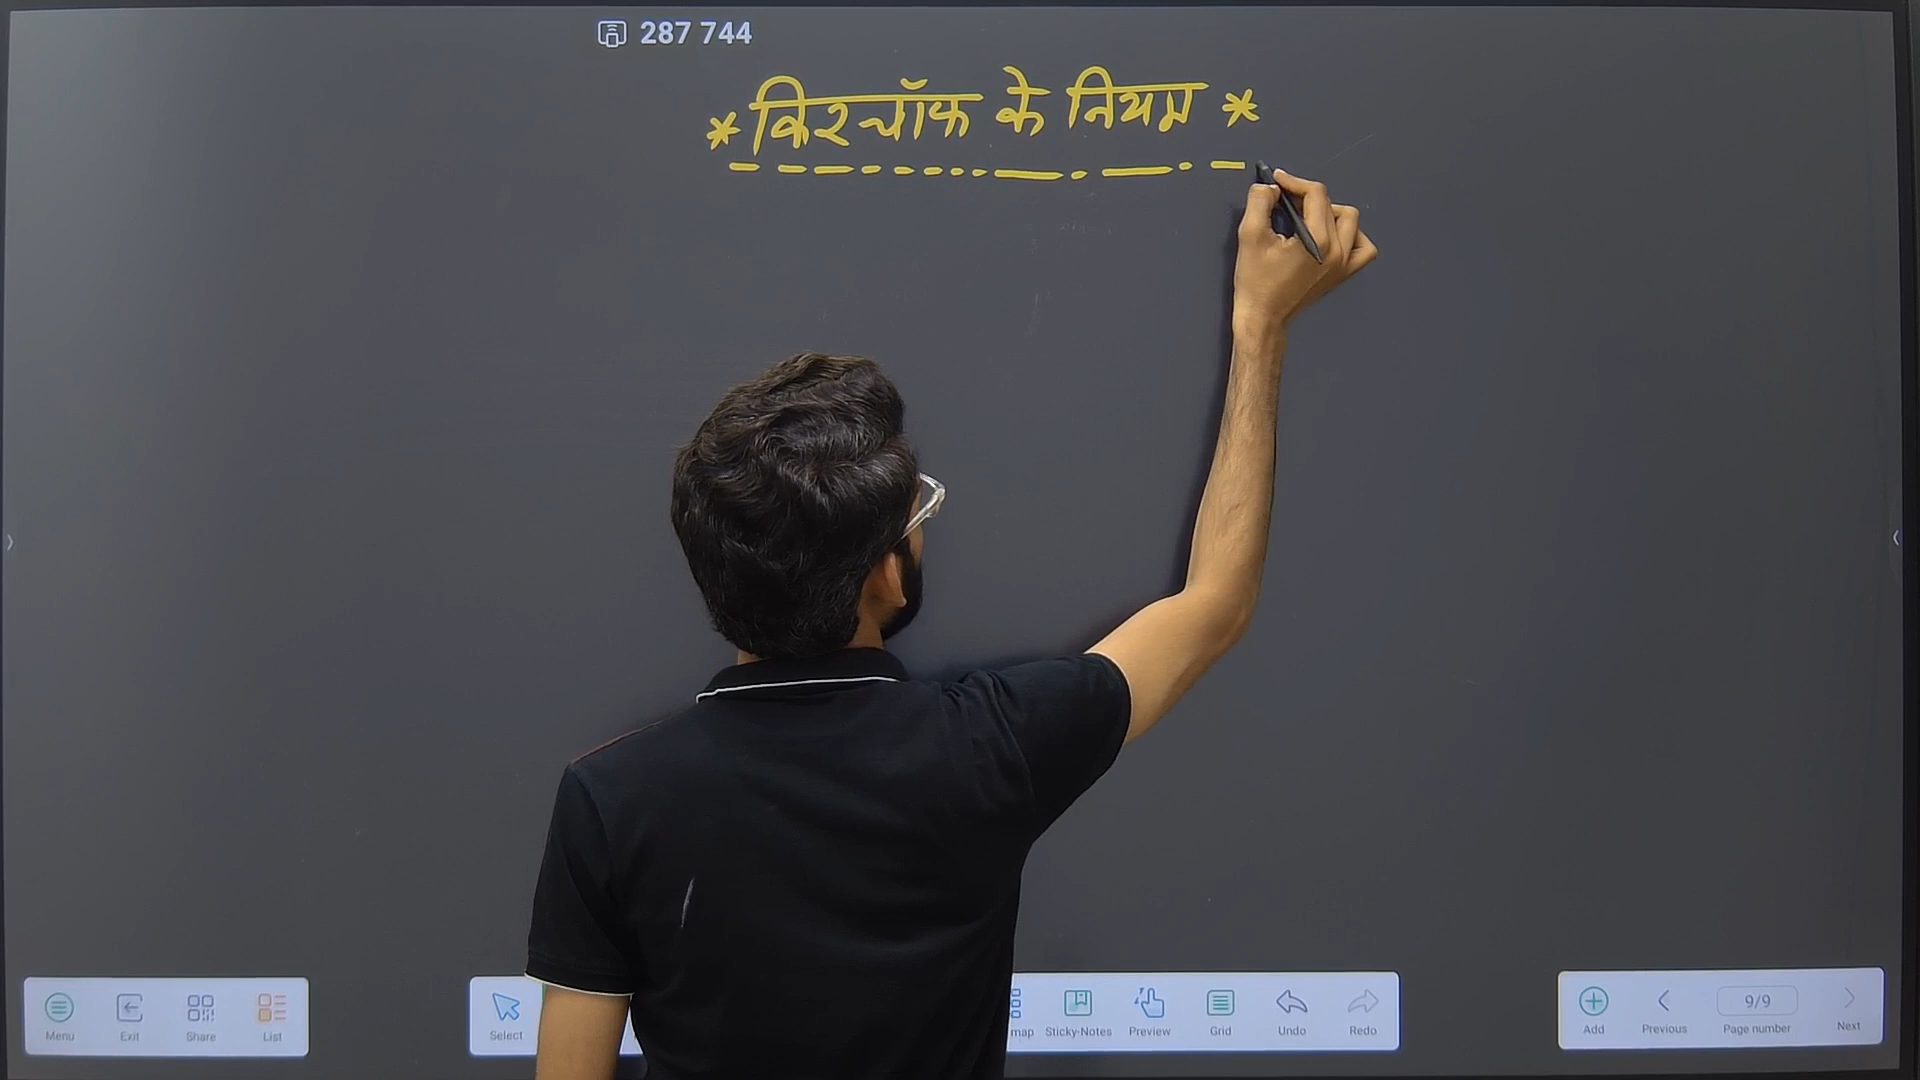 287 744
* किरचॉफ के नियम *
Menu Exit Share List Select map Sticky-Notes Preview Grid Undo Redo Add Previous 9/9 Page number Next